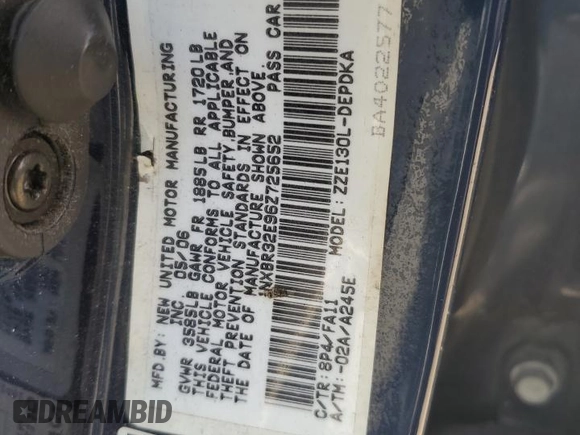 MFD.BY: NEW UNITED MOTOR MANUFACTURING
INC. 05/06
GVWR 3585LB GAWR FR 1885LB RR 1720LB
THIS VEHICLE CONFORMS TO ALL APPLICABLE
FEDERAL MOTOR VEHICLE SAFETY,BUMPER,AND
THEFT PREVENTION STANDARDS IN EFFECT ON
THE DATE OF MANUFACTURE SHOWN ABOVE.
1NXBR32E96Z725652 PASS CAR
C/TR: 8P4/FA11 MODEL: ZZE130L-DEPDKA
A/TM: -02A/A245E
BA4022577
DREAMBID